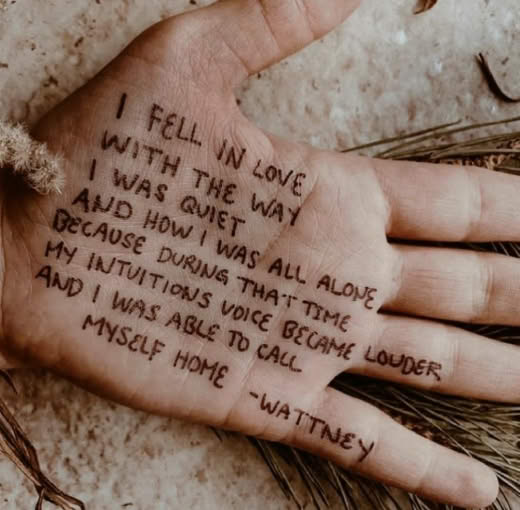 I FELL IN LOVE
WITH THE WAY
I WAS QUIET
AND HOW I WAS ALL ALONE
BECAUSE DURING THAT TIME
MY INTUITIONS VOICE BECAME LOUDER
AND I WAS ABLE TO CALL
MYSELF HOME
-WATTNEY